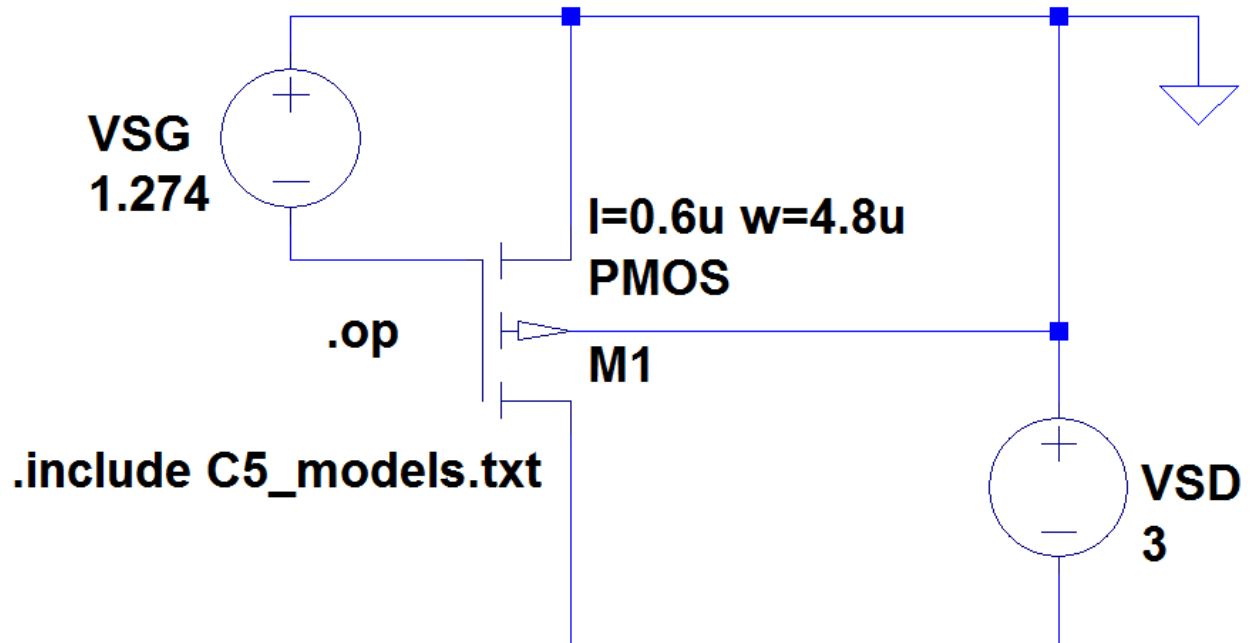 VSG
1.274
l=0.6u w=4.8u
PMOS
.op
M1
.include C5_models.txt
VSD
3